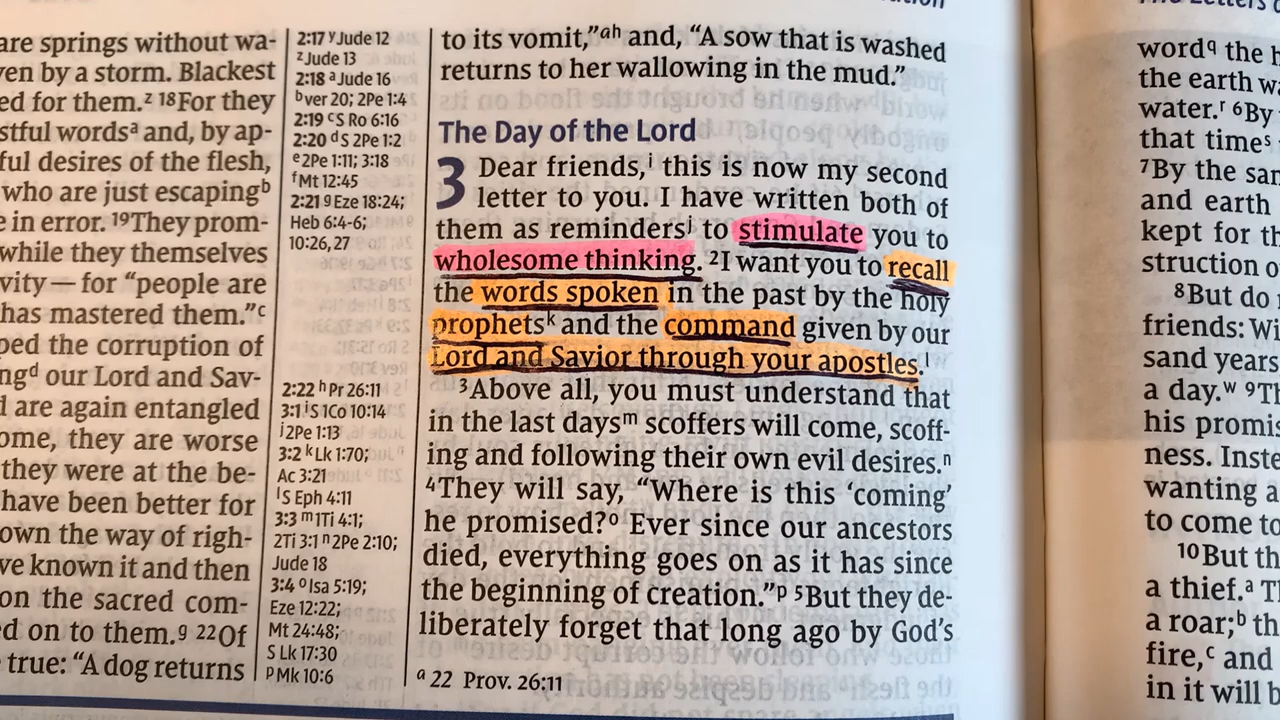 are springs without wa-
ven by a storm. Blackest
ed for them.ᶻ ¹⁸For they
stful wordsᵃ and, by ap-
ful desires of the flesh,
who are just escapingᵇ
e in error. ¹⁹They prom-
while they themselves
vity — for “people are
has mastered them.”ᶜ
ped the corruption of
ngᵈ our Lord and Sav-
d are again entangled
ome, they are worse
they were at the be-
have been better for
own the way of righ-
ve known it and then
on the sacred com-
ed on to them.ᵍ ²²Of
true: “A dog returns
2:17 ʸ Jude 12
ᶻ Jude 13
2:18 ᵃ Jude 16
ᵇ ver 20; 2Pe 1:4
2:19 ᶜ S Ro 6:16
2:20 ᵈ S 2Pe 1:2
ᵉ 2Pe 1:11; 3:18
ᶠ Mt 12:45
2:21 ᵍ Eze 18:24;
Heb 6:4-6;
10:26,27
2:22 ʰ Pr 26:11
3:1 ⁱ S 1Co 10:14
ʲ 2Pe 1:13
3:2 ᵏ Lk 1:70;
Ac 3:21
ˡ S Eph 4:11
3:3 ᵐ 1Ti 4:1;
2Ti 3:1 ⁿ 2Pe 2:10;
Jude 18
3:4 ᵒ Isa 5:19;
Eze 12:22;
Mt 24:48;
S Lk 17:30
ᵖ Mk 10:6
to its vomit,”ᵃʰ and, “A sow that is washed
returns to her wallowing in the mud.”
The Day of the Lord
3 Dear friends,ⁱ this is now my second
letter to you. I have written both of
them as remindersʲ to stimulate you to
wholesome thinking. ²I want you to recall
the words spoken in the past by the holy
prophetsᵏ and the command given by our
Lord and Savior through your apostles.ˡ
³Above all, you must understand that
in the last daysᵐ scoffers will come, scoff-
ing and following their own evil desires.ⁿ
⁴They will say, “Where is this ‘coming’
he promised?ᵒ Ever since our ancestors
died, everything goes on as it has since
the beginning of creation.”ᵖ ⁵But they de-
liberately forget that long ago by God’s
ᵃ 22 Prov. 26:11
word𐞥 the
the earth
water.ʳ ⁶By
that timeˢ
⁷By the
and earth
kept for
struction
⁸But do
friends:
sand years
a day.ʷ ⁹
his
ness.
wanting a
to come to
¹⁰But
a thief.ᵃ
a roar;ᵇ
fire,ᶜ and
in it will